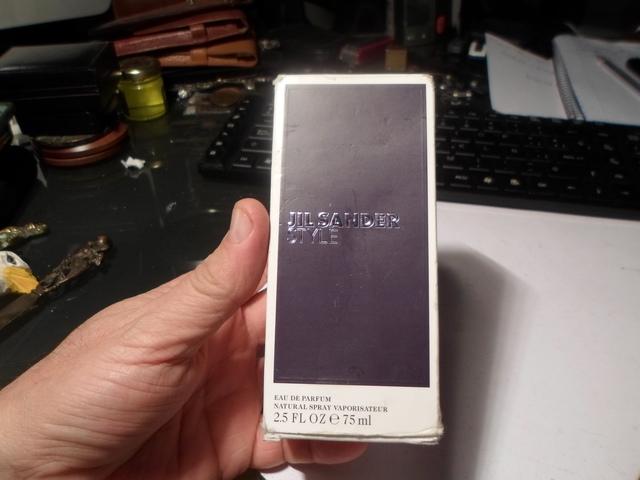 JIL SANDER
STYLE
EAU DE PARFUM
NATURAL SPRAY VAPORISATEUR
2.5 FL OZ ℮ 75 ml